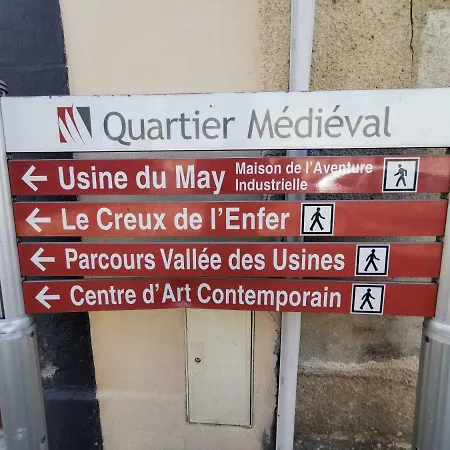 Quartier Médiéval
← Usine du May Maison de l'Aventure
Industrielle
← Le Creux de l'Enfer
← Parcours Vallée des Usines
← Centre d'Art Contemporain